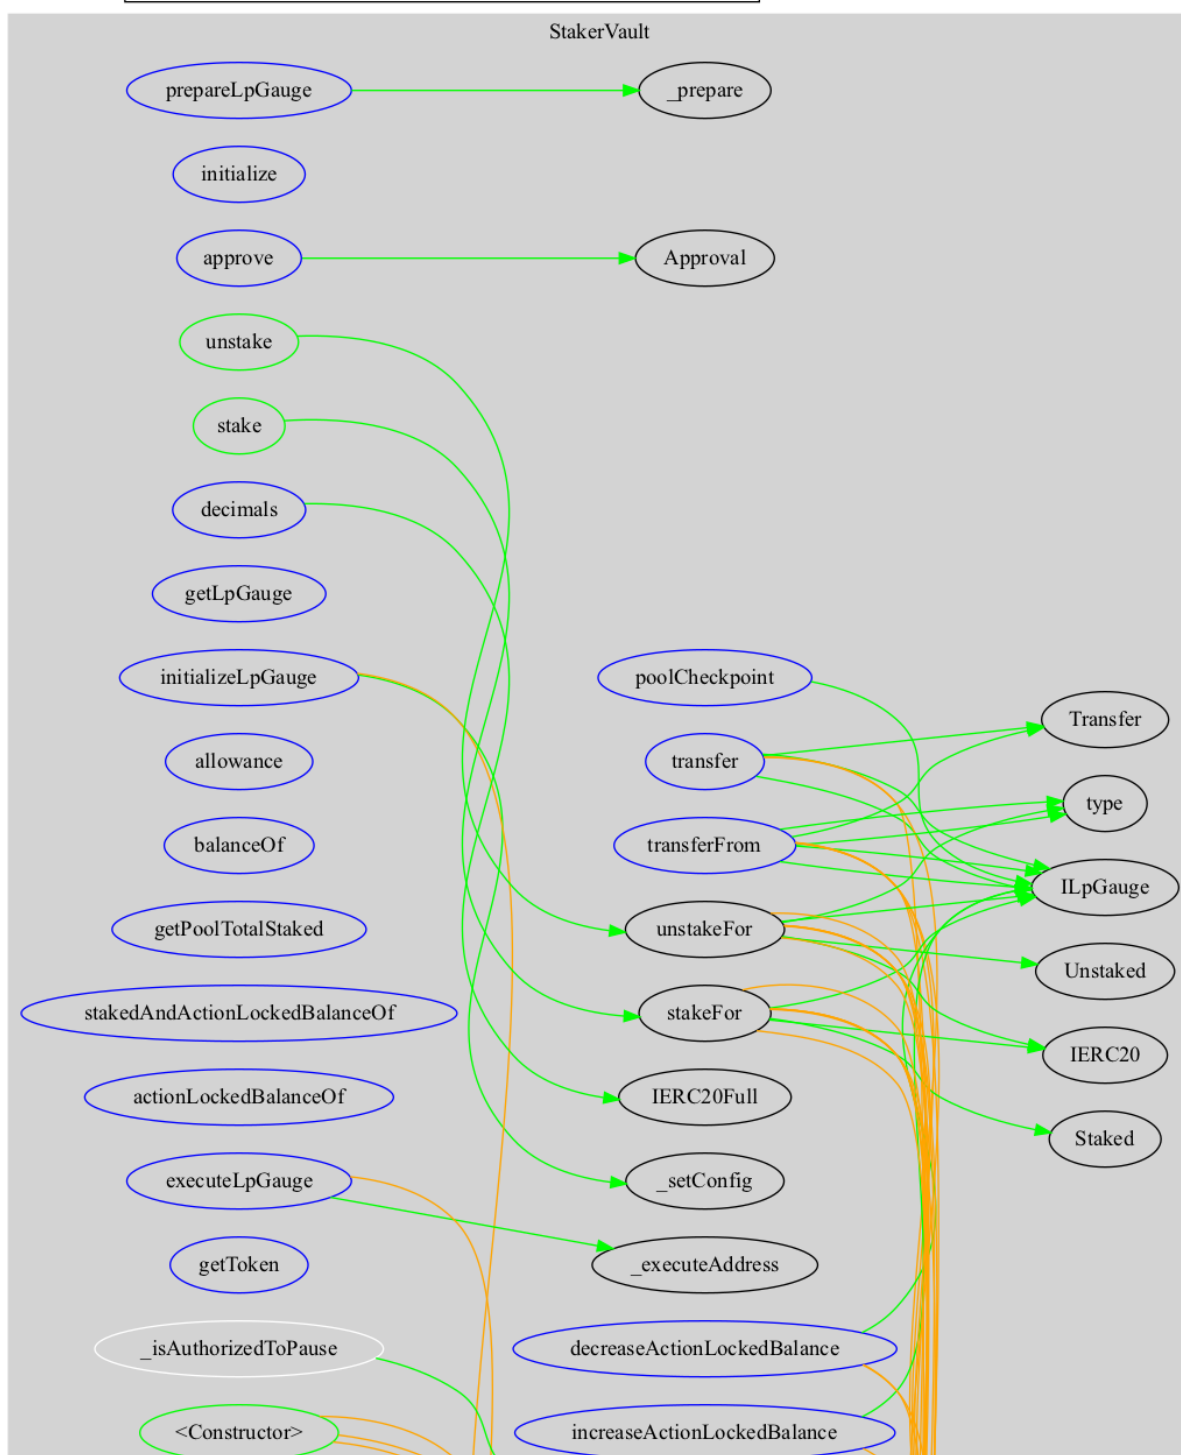 StakerVault
prepareLpGauge
_prepare
initialize
approve
Approval
unstake
stake
decimals
getLpGauge
initializeLpGauge
poolCheckpoint
Transfer
allowance
transfer
type
balanceOf
transferFrom
ILpGauge
getPoolTotalStaked
unstakeFor
Unstaked
stakedAndActionLockedBalanceOf
stakeFor
IERC20
actionLockedBalanceOf
IERC20Full
Staked
executeLpGauge
_setConfig
getToken
_executeAddress
_isAuthorizedToPause
decreaseActionLockedBalance
<Constructor>
increaseActionLockedBalance